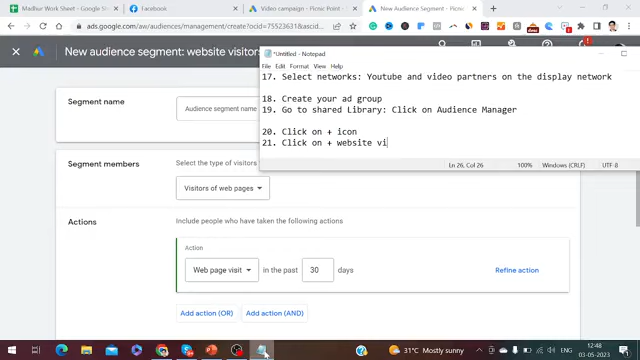 Madhur Work Sheet - Google Shee
Facebook
Video campaign - Picnic Point
New Audience Segment - Picnic
ads.google.com/aw/audiences/management/create?ocid=75523631&ascid
New Audience segment: website visitors
*Untitled - Notepad
File Edit Format View Help
17. Select networks: Youtube and video partners on the display network
18. Create your ad group
19. Go to shared Library: Click on Audience Manager
20. Click on + icon
21. Click on + website vi
Ln 26, Col 26
100%
Windows (CRLF)
UTF-8
Segment name
Audience segment name
Segment members
Select the type of visitors
Visitors of web pages
Actions
Include people who have taken the following actions
Action
Web page visit
in the past
30
days
Refine action
Add action (OR)
Add action (AND)
31°C Mostly sunny
ENG
12:48
03-05-2023